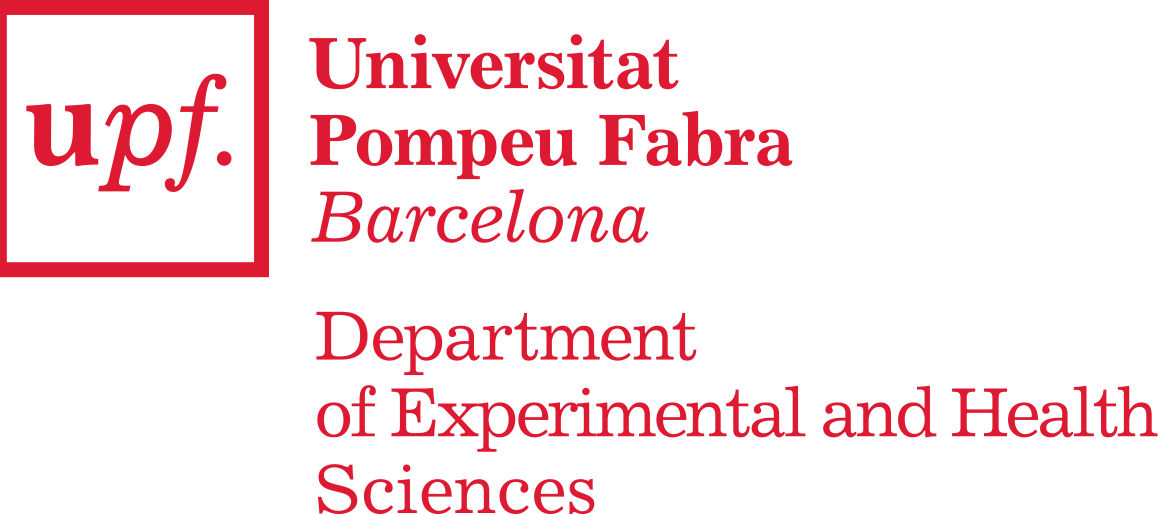 upf.
Universitat
Pompeu Fabra
Barcelona
Department
of Experimental and Health
Sciences